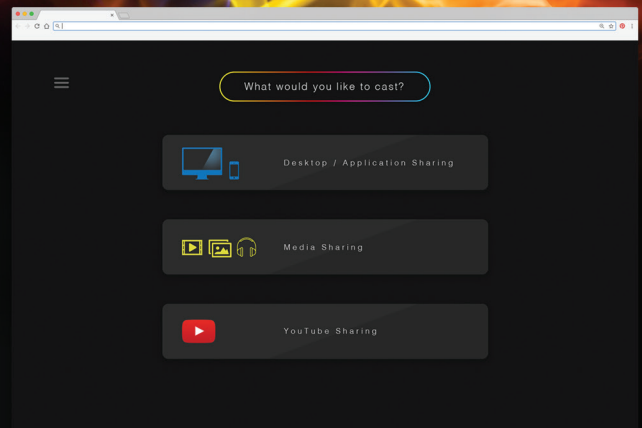 What would you like to cast?
Desktop / Application Sharing
Media Sharing
YouTube Sharing